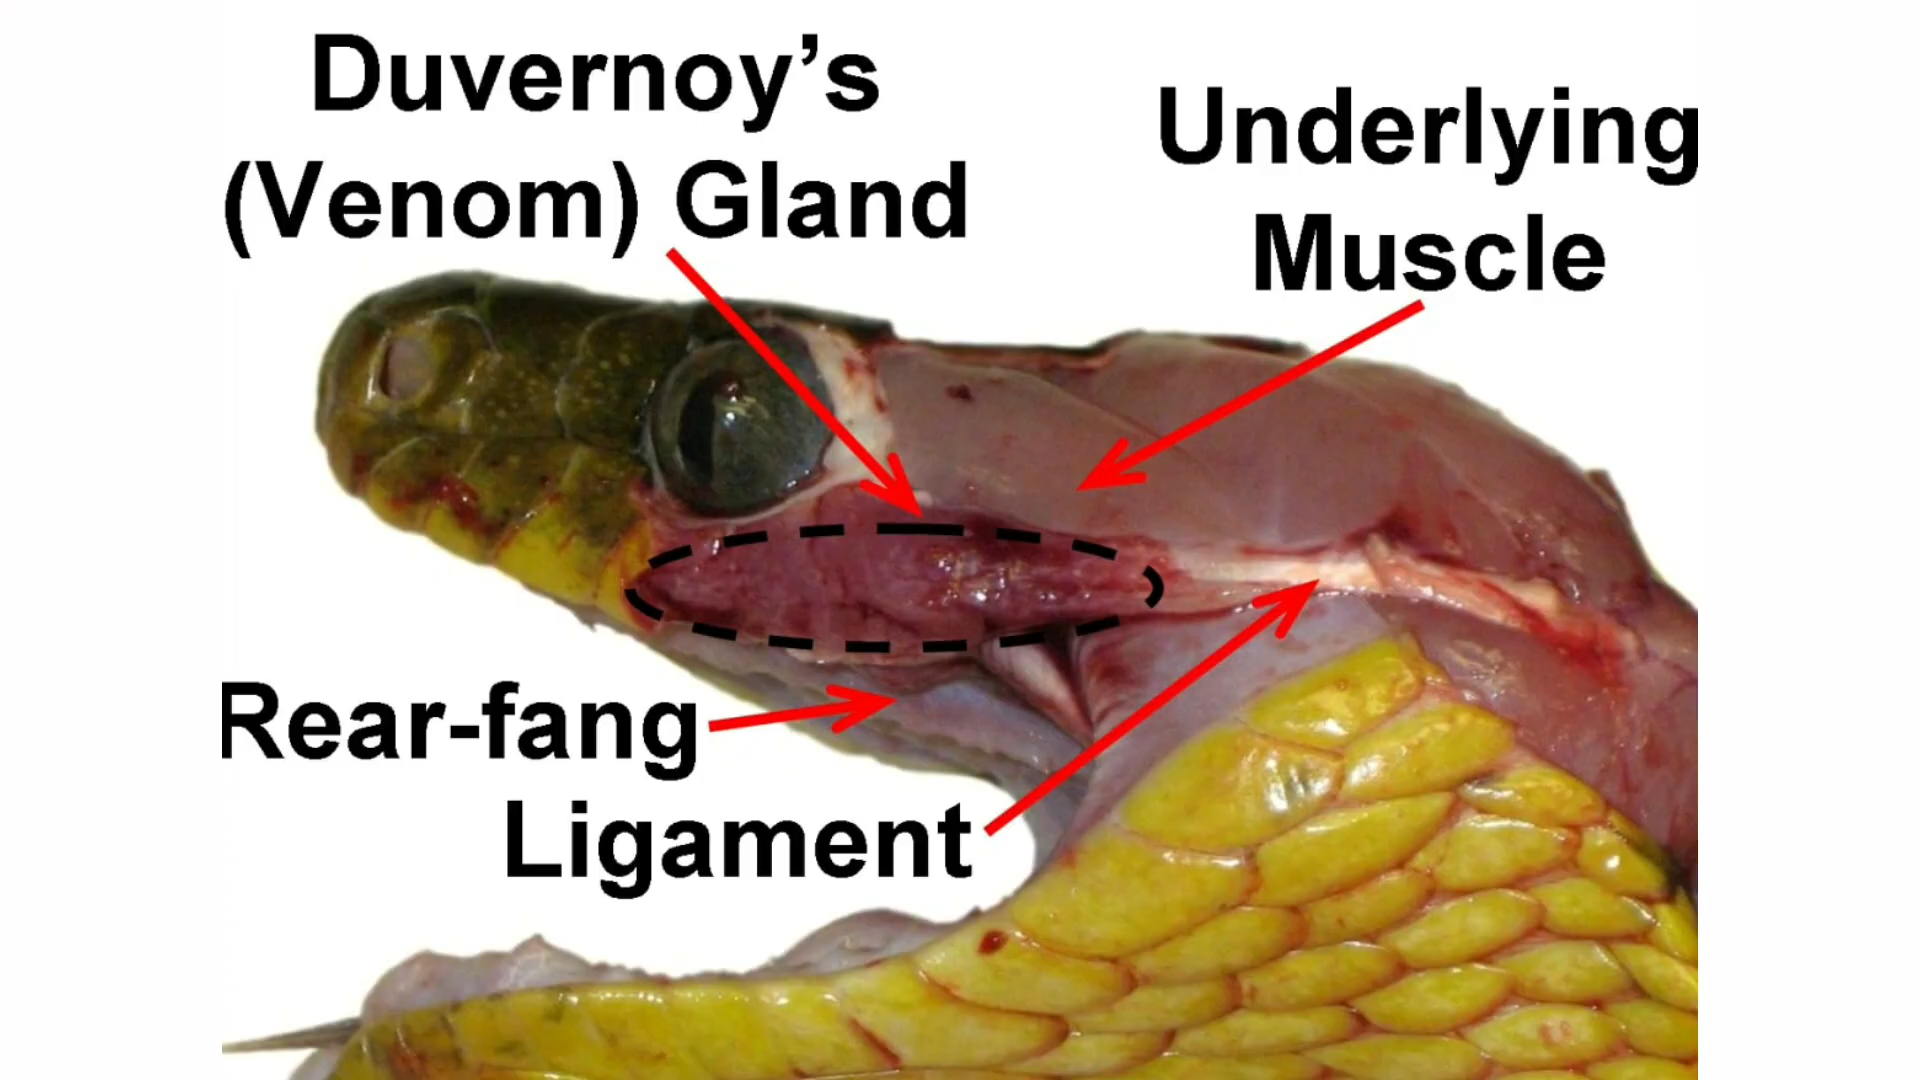 Duvernoy’s
(Venom) Gland
Underlying
Muscle
Rear-fang
Ligament